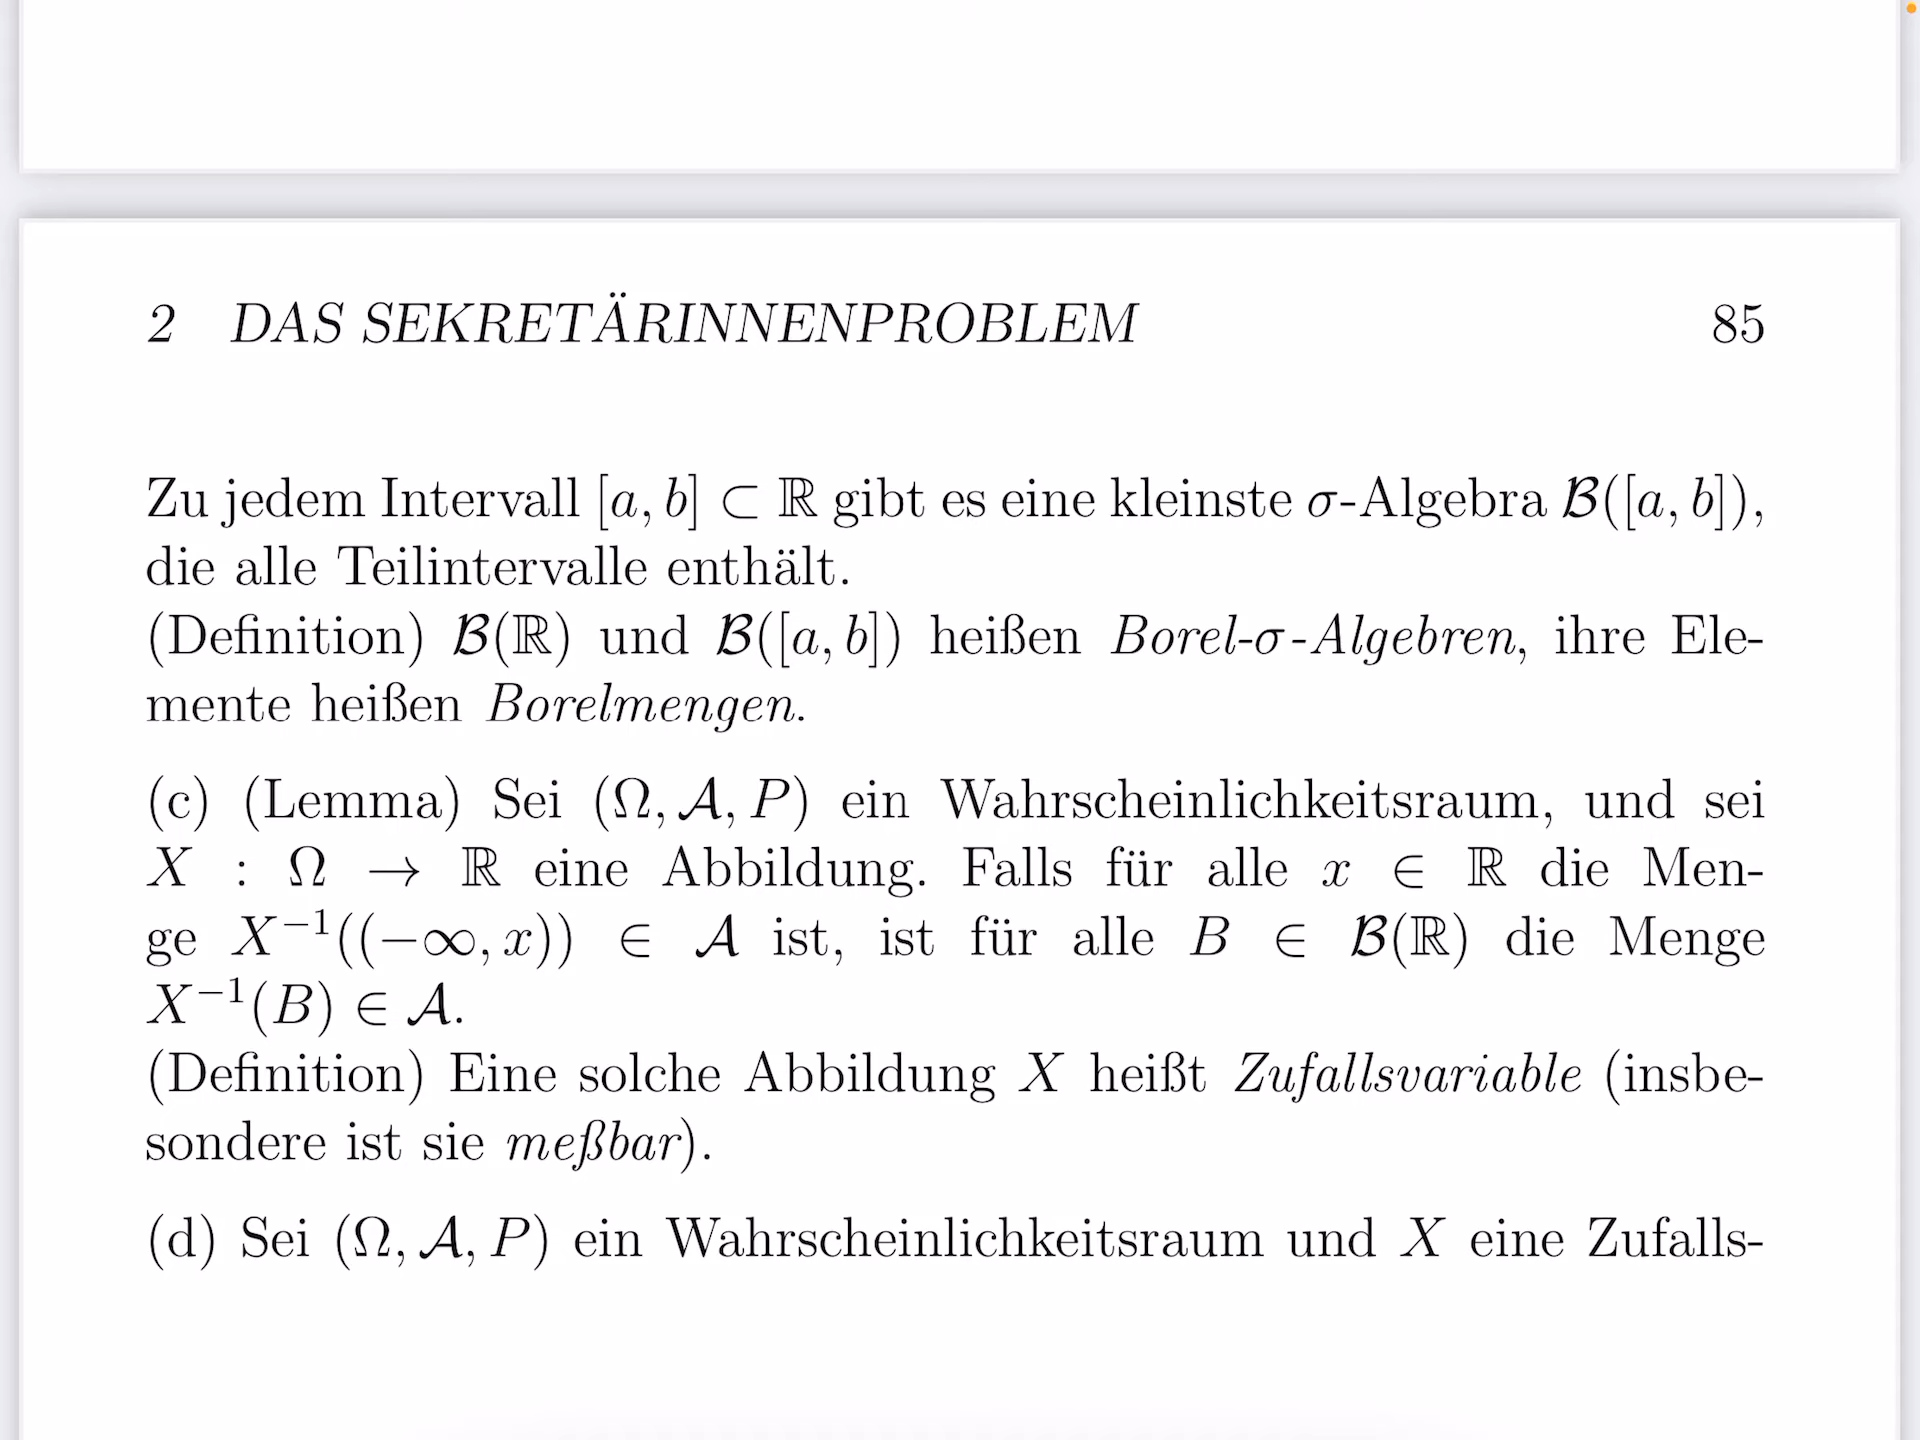 2 DAS SEKRETÄRINNENPROBLEM 85
Zu jedem Intervall [a, b] ⊂ ℝ gibt es eine kleinste σ-Algebra ℬ([a, b]),
die alle Teilintervalle enthält.
(Definition) ℬ(ℝ) und ℬ([a, b]) heißen Borel-σ-Algebren, ihre Ele-
mente heißen Borelmengen.
(c) (Lemma) Sei (Ω, 𝒜, P) ein Wahrscheinlichkeitsraum, und sei
X : Ω → ℝ eine Abbildung. Falls für alle x ∈ ℝ die Men-
ge X⁻¹((−∞, x)) ∈ 𝒜 ist, ist für alle B ∈ ℬ(ℝ) die Menge
X⁻¹(B) ∈ 𝒜.
(Definition) Eine solche Abbildung X heißt Zufallsvariable (insbe-
sondere ist sie meßbar).
(d) Sei (Ω, 𝒜, P) ein Wahrscheinlichkeitsraum und X eine Zufalls-